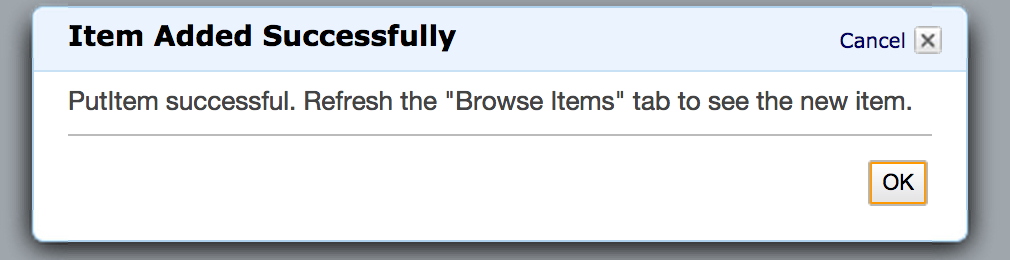 Item Added Successfully
Cancel
PutItem successful. Refresh the "Browse Items" tab to see the new item.
OK